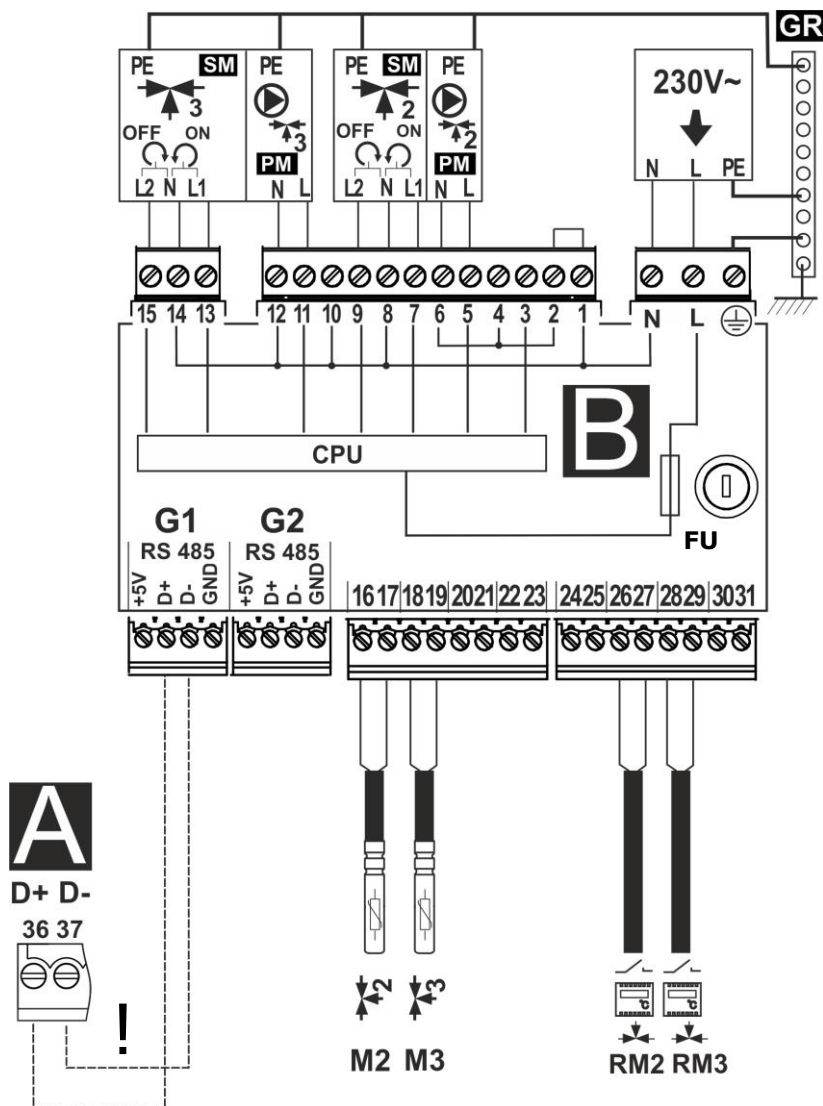 GR
PE SM PE PE SM PE 230V~
3 3 2 2
OFF ON OFF ON
PM PM
L2 N L1 N L L2 N L1 N L N L PE
15 14 13 12 11 10 9 8 7 6 5 4 3 2 1 N L
B
CPU
FU
G1 G2
RS 485 RS 485
+5V D+ D- GND +5V D+ D- GND
16 17 18 19 20 21 22 23 24 25 26 27 28 29 30 31
A
D+ D-
36 37
!
2 3 °C °C
M2 M3 RM2 RM3